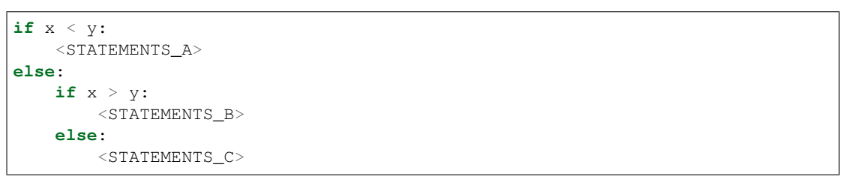 if x < y:
    <STATEMENTS_A>
else:
    if x > y:
        <STATEMENTS_B>
    else:
        <STATEMENTS_C>